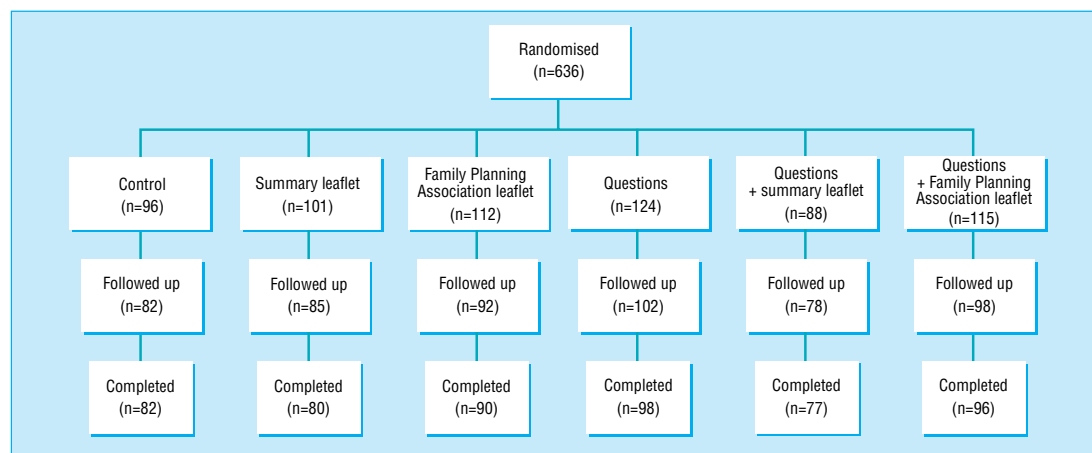 Randomised
(n=636)
Control
(n=96)
Summary leaflet
(n=101)
Family Planning
Association leaflet
(n=112)
Questions
(n=124)
Questions
+ summary leaflet
(n=88)
Questions
+ Family Planning
Association leaflet
(n=115)
Followed up
(n=82)
Followed up
(n=85)
Followed up
(n=92)
Followed up
(n=102)
Followed up
(n=78)
Followed up
(n=98)
Completed
(n=82)
Completed
(n=80)
Completed
(n=90)
Completed
(n=98)
Completed
(n=77)
Completed
(n=96)